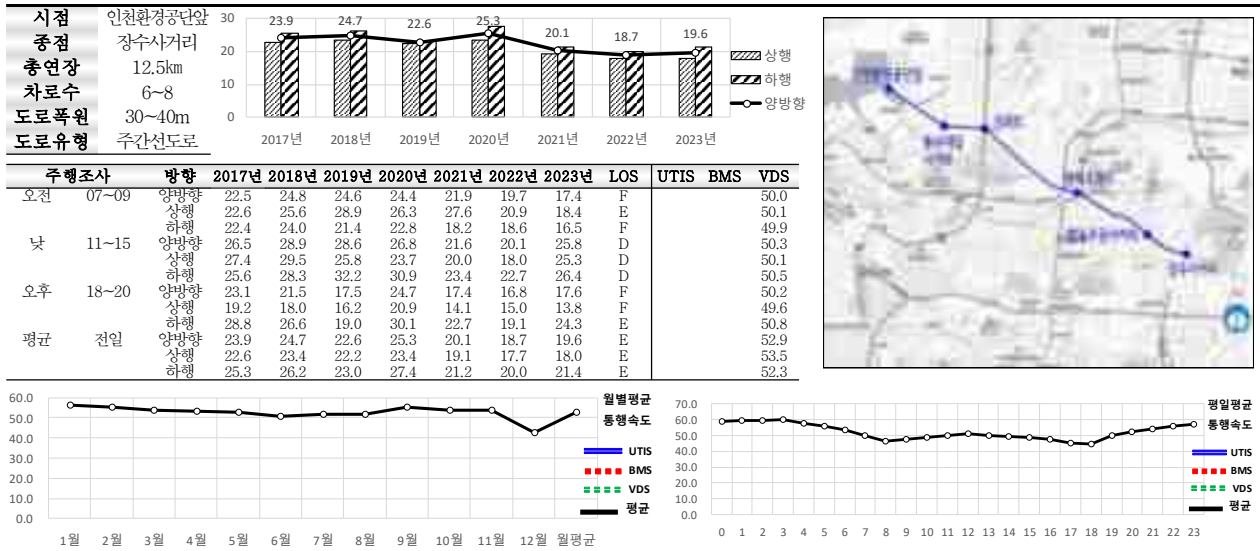 시점 인천환경공단앞
종점 장수사거리
총연장 12.5km
차로수 6~8
도로폭원 30~40m
도로유형 주간선도로
30
20
10
0
23.9 24.7 22.6 25.3 20.1 18.7 19.6
2017년 2018년 2019년 2020년 2021년 2022년 2023년
상행
하행
양방향
주행조사 방향 2017년 2018년 2019년 2020년 2021년 2022년 2023년 LOS UTIS BMS VDS
오전 07~09 양방향 22.5 24.8 24.6 24.4 21.9 19.7 17.4 F 50.0
상행 22.6 25.6 28.9 26.3 27.6 20.9 18.4 E 50.1
하행 22.4 24.0 21.4 22.8 18.2 18.6 16.5 F 49.9
낮 11~15 양방향 26.5 28.9 28.6 26.8 21.6 20.1 25.8 D 50.3
상행 27.4 29.5 25.8 23.7 20.0 18.0 25.3 D 50.1
하행 25.6 28.3 32.2 30.9 23.4 22.7 26.4 D 50.5
오후 18~20 양방향 23.1 21.5 17.5 24.7 17.4 16.8 17.6 F 50.2
상행 19.2 18.0 16.2 20.9 14.1 15.0 13.8 F 49.6
하행 28.8 26.6 19.0 30.1 22.7 19.1 24.3 E 50.8
평균 전일 양방향 23.9 24.7 22.6 25.3 20.1 18.7 19.6 E 52.9
상행 22.6 23.4 22.2 23.4 19.1 17.7 18.0 E 53.5
하행 25.3 26.2 23.0 27.4 21.2 20.0 21.4 E 52.3
60.0
50.0
40.0
30.0
20.0
10.0
0.0
1월 2월 3월 4월 5월 6월 7월 8월 9월 10월 11월 12월 월평균
월별평균
통행속도
UTIS
BMS
VDS
평균
70.0
60.0
50.0
40.0
30.0
20.0
10.0
0.0
0 1 2 3 4 5 6 7 8 9 10 11 12 13 14 15 16 17 18 19 20 21 22 23
평일평균
통행속도
UTIS
BMS
VDS
평균